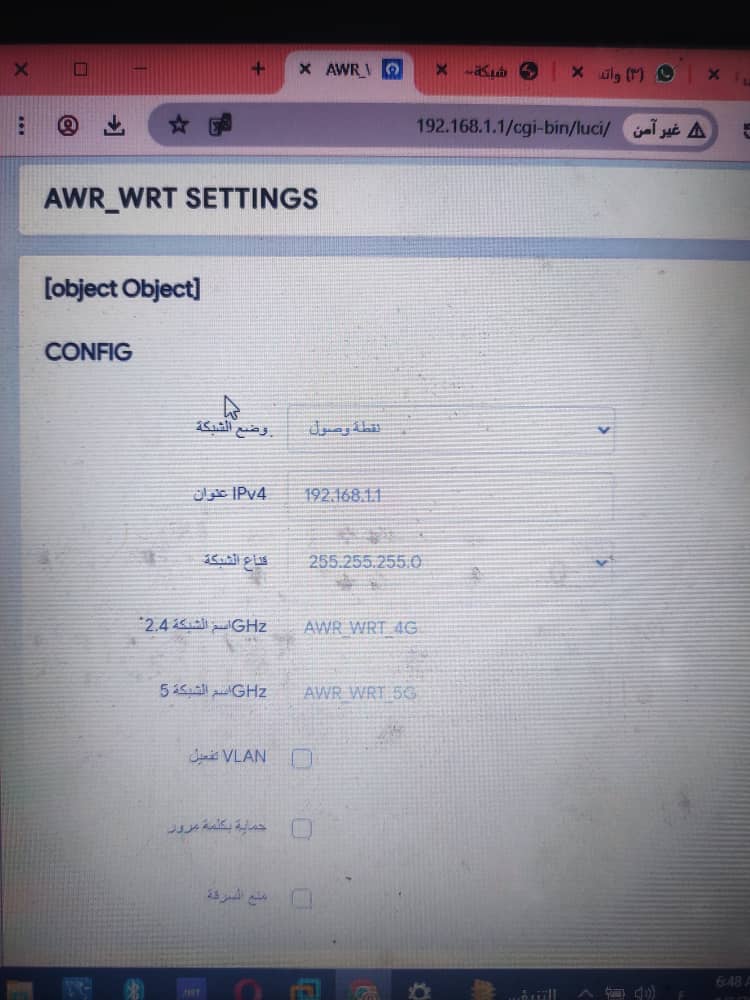 AWR_\
شبكة~
(٣) واتد
192.168.1.1/cgi-bin/luci/
غير آمن
AWR_WRT SETTINGS
[object Object]
CONFIG
وضع الشبكة
نقطة وصول
عنوان IPv4
192.168.1.1
قناع الشبكة
255.255.255.0
اسم الشبكة 2.4GHz
AWR_WRT_4G
اسم الشبكة 5GHz
AWR_WRT_5G
تفعيل VLAN
حماية بكلمة مرور
منع السرقة
.NET
6:48